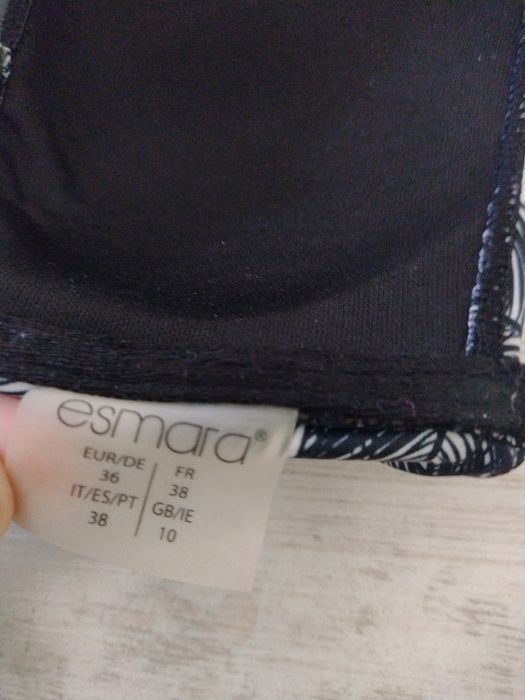 esmara®
EUR/DE FR
36 38
IT/ES/PT GB/IE
38 10